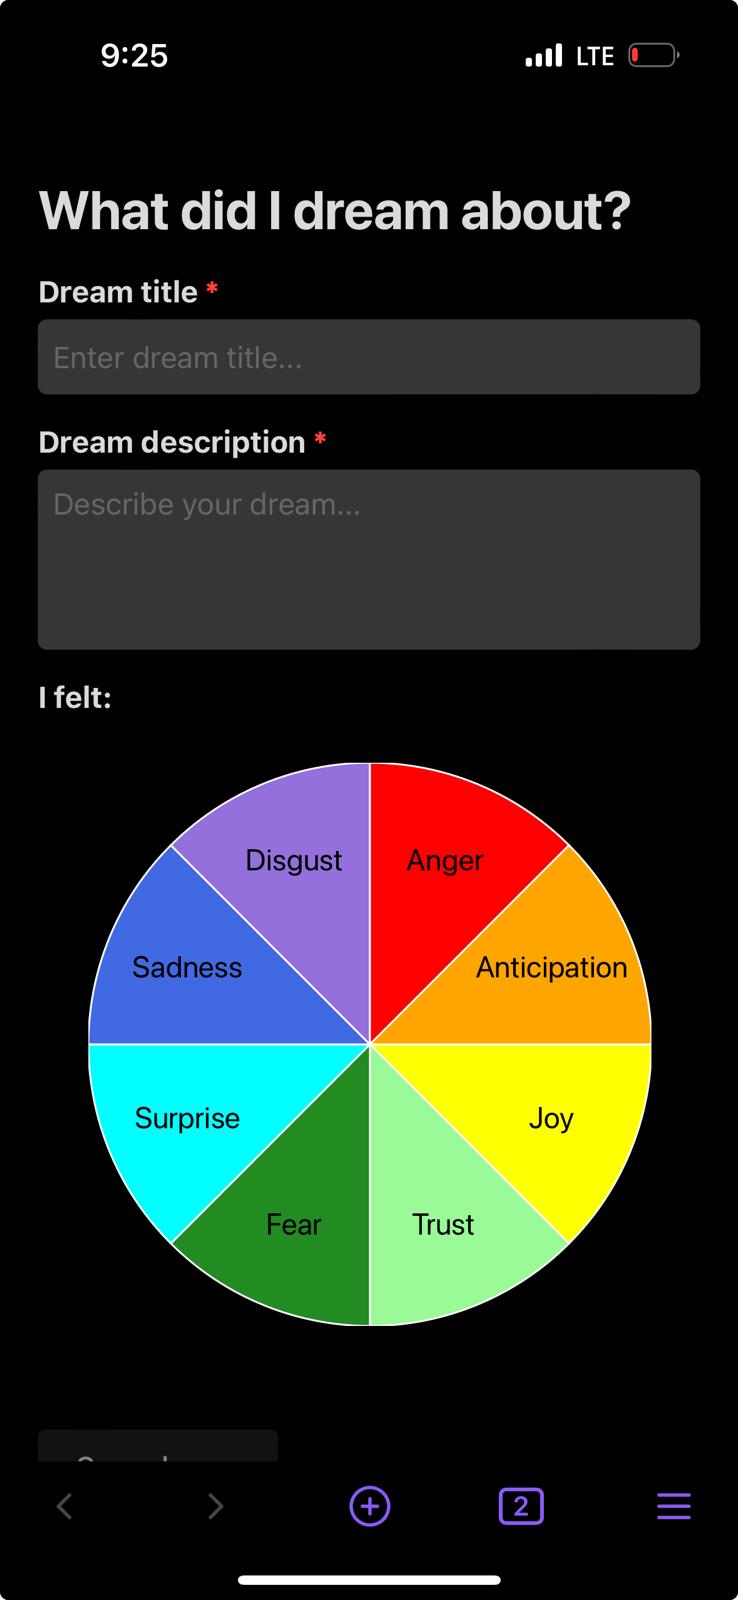 9:25
LTE
What did I dream about?
Dream title *
Enter dream title...
Dream description *
Describe your dream...
I felt:
Disgust Anger
Sadness Anticipation
Surprise Joy
Fear Trust
2